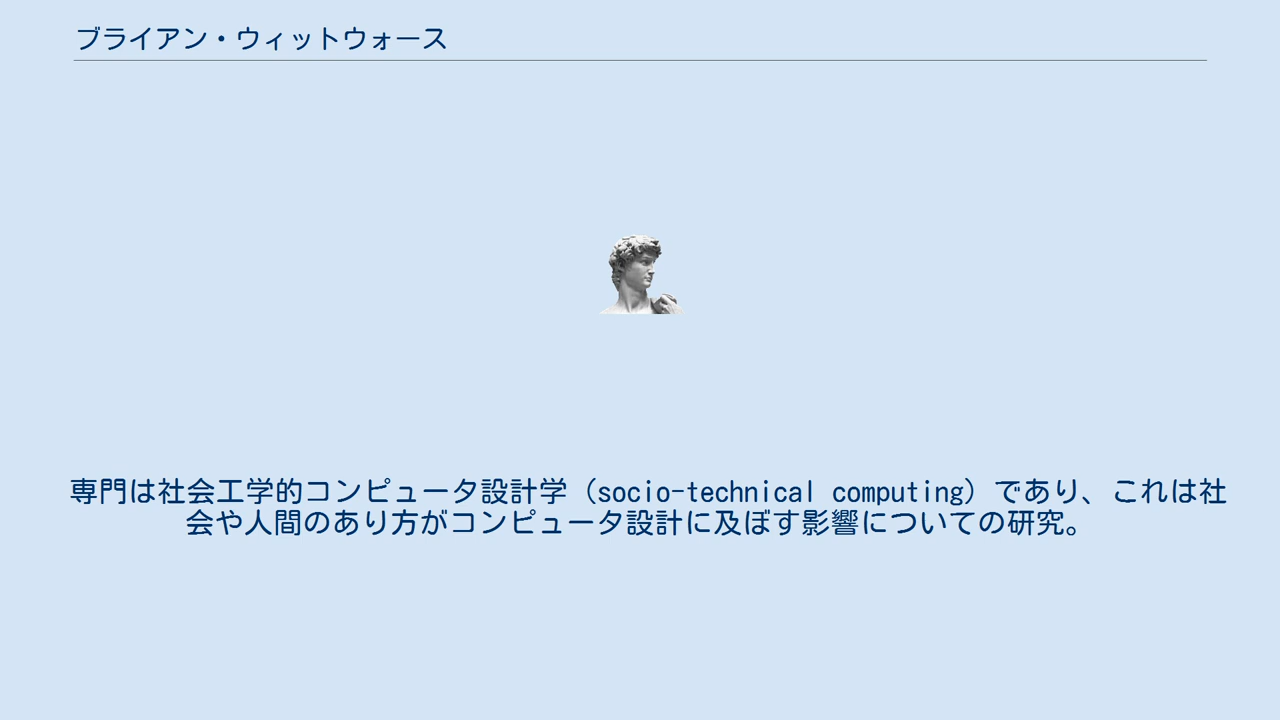 ブライアン・ウィットウォース
専門は社会工学的コンピュータ設計学（socio-technical computing）であり、これは社
会や人間のあり方がコンピュータ設計に及ぼす影響についての研究。